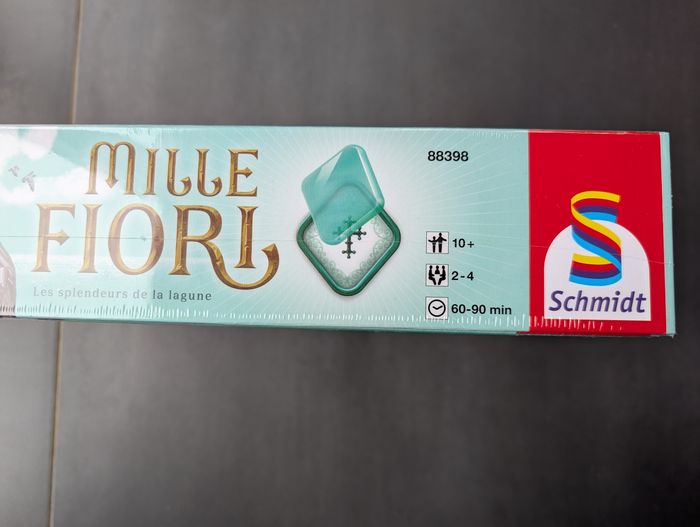 MILLE
FIORI
Les splendeurs de la lagune
88398
10+
2-4
60-90 min
Schmidt